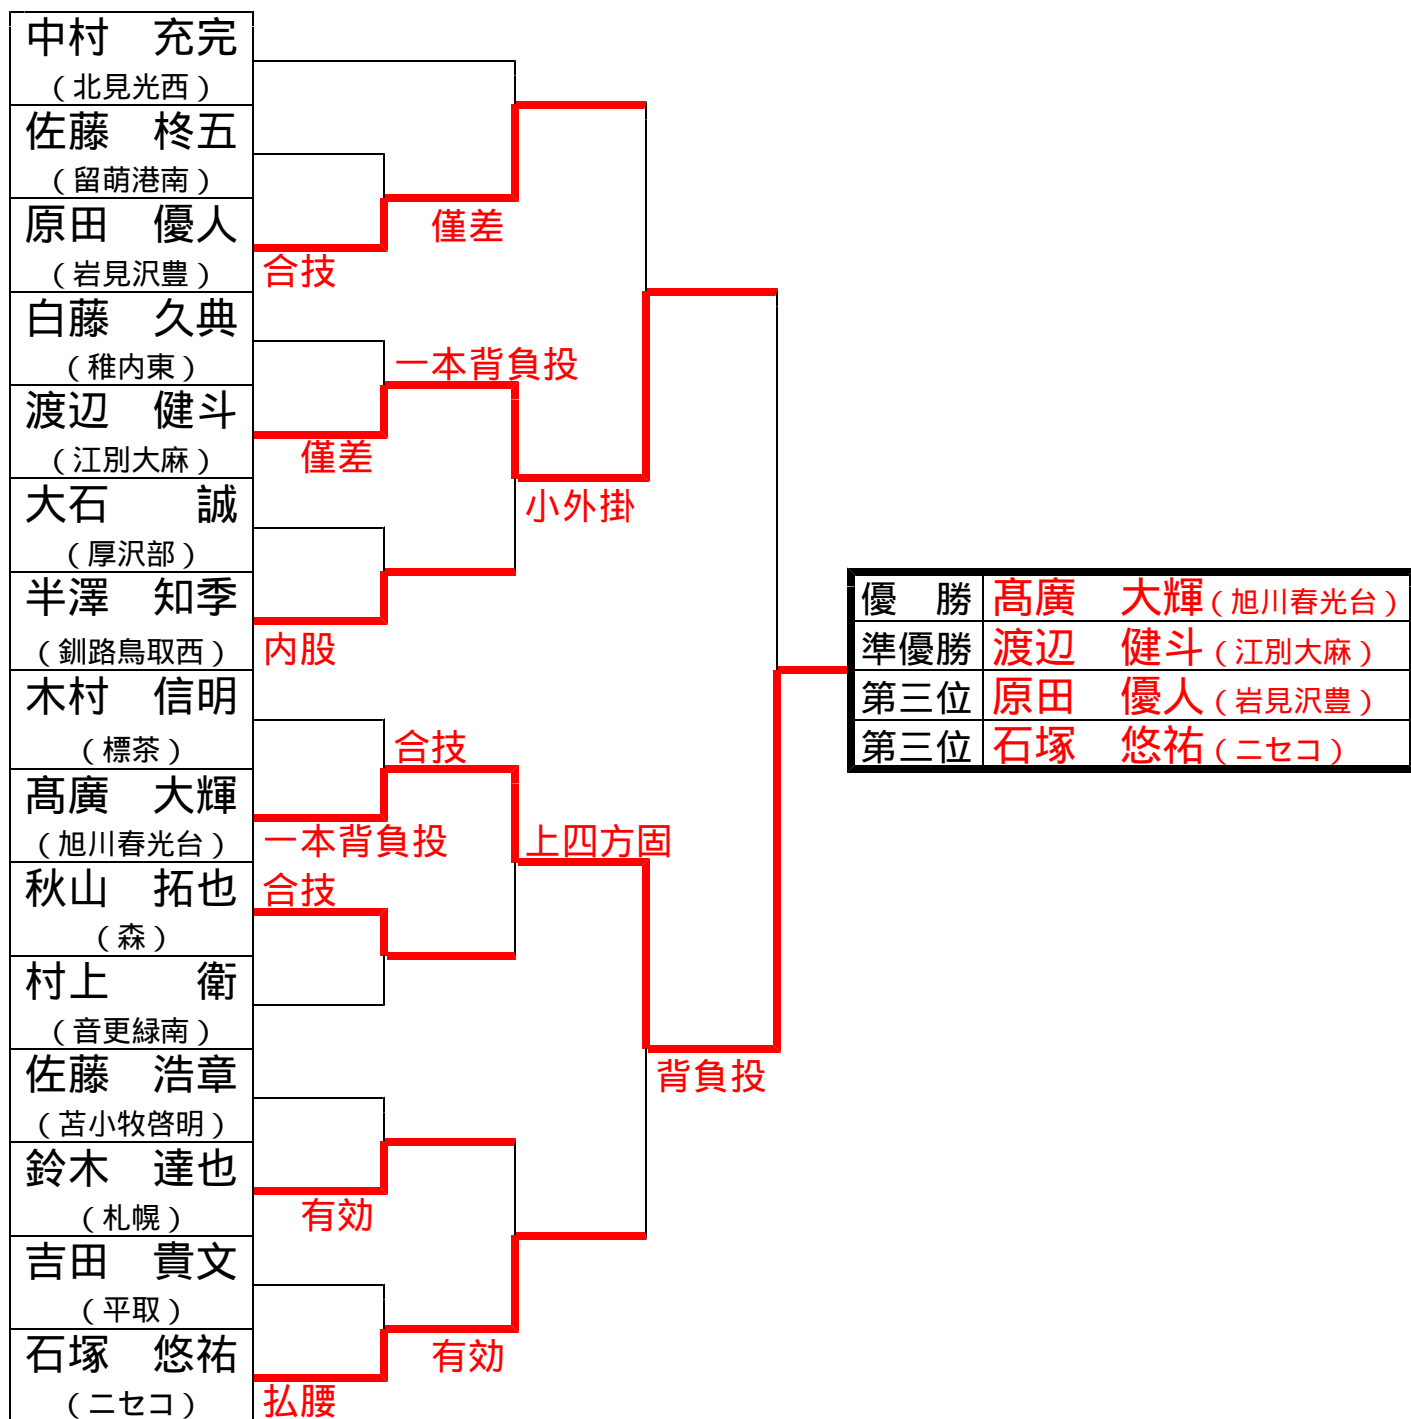 中村　充完
（北見光西）
佐藤　柊五
（留萌港南）
原田　優人
（岩見沢豊）
白藤　久典
（稚内東）
渡辺　健斗
（江別大麻）
大石　　誠
（厚沢部）
半澤　知季
（釧路鳥取西）
木村　信明
（標茶）
髙廣　大輝
（旭川春光台）
秋山　拓也
（森）
村上　　衛
（音更緑南）
佐藤　浩章
（苫小牧啓明）
鈴木　達也
（札幌）
吉田　貴文
（平取）
石塚　悠祐
（ニセコ）
合技
僅差
内股
一本背負投
合技
有効
払腰
僅差
一本背負投
合技
有効
小外掛
上四方固
背負投
優　勝　髙廣　大輝（旭川春光台）
準優勝　渡辺　健斗（江別大麻）
第三位　原田　優人（岩見沢豊）
第三位　石塚　悠祐（ニセコ）